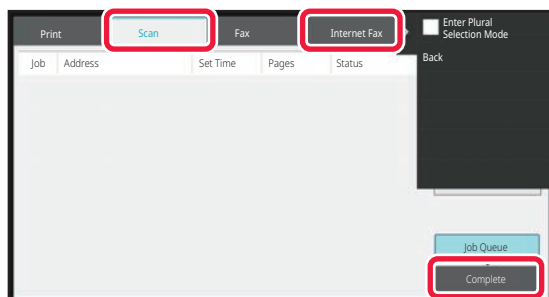 Print Scan Fax Internet Fax
Enter Plural
Selection Mode
Job Address Set Time Pages Status
Back
Job Queue
Complete